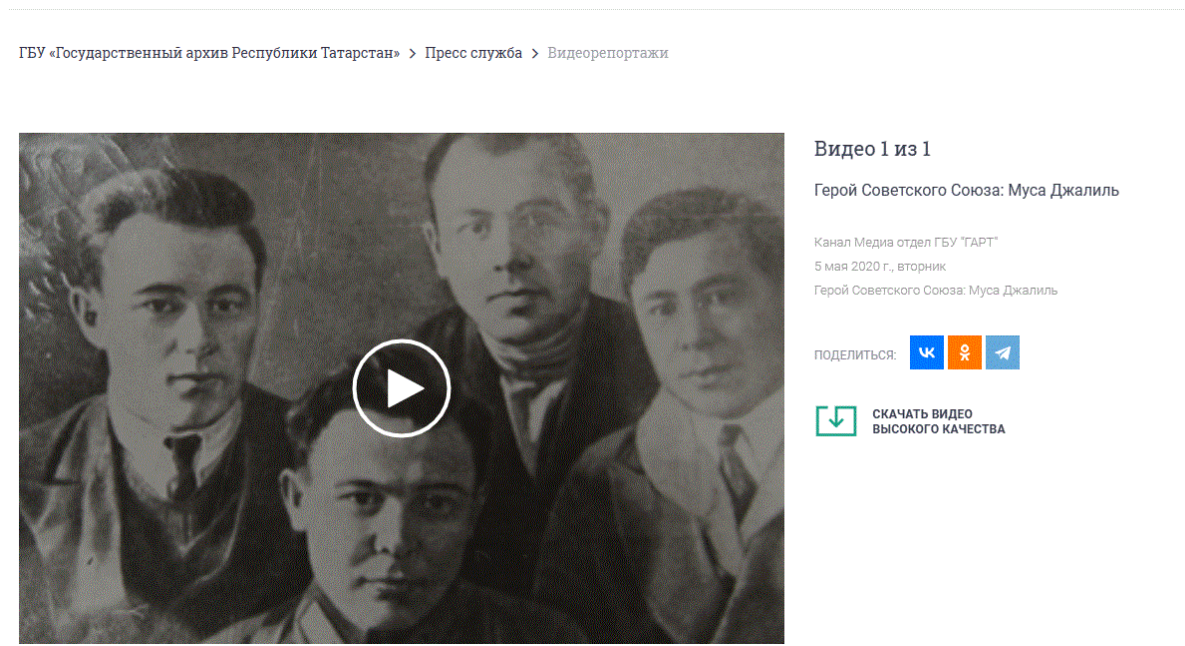 ГБУ «Государственный архив Республики Татарстан» > Пресс служба > Видеорепортажи
Видео 1 из 1
Герой Советского Союза: Муса Джалиль
Канал Медиа отдел ГБУ "ГАРТ"
5 мая 2020 г., вторник
Герой Советского Союза: Муса Джалиль
ПОДЕЛИТЬСЯ:
СКАЧАТЬ ВИДЕО
ВЫСОКОГО КАЧЕСТВА